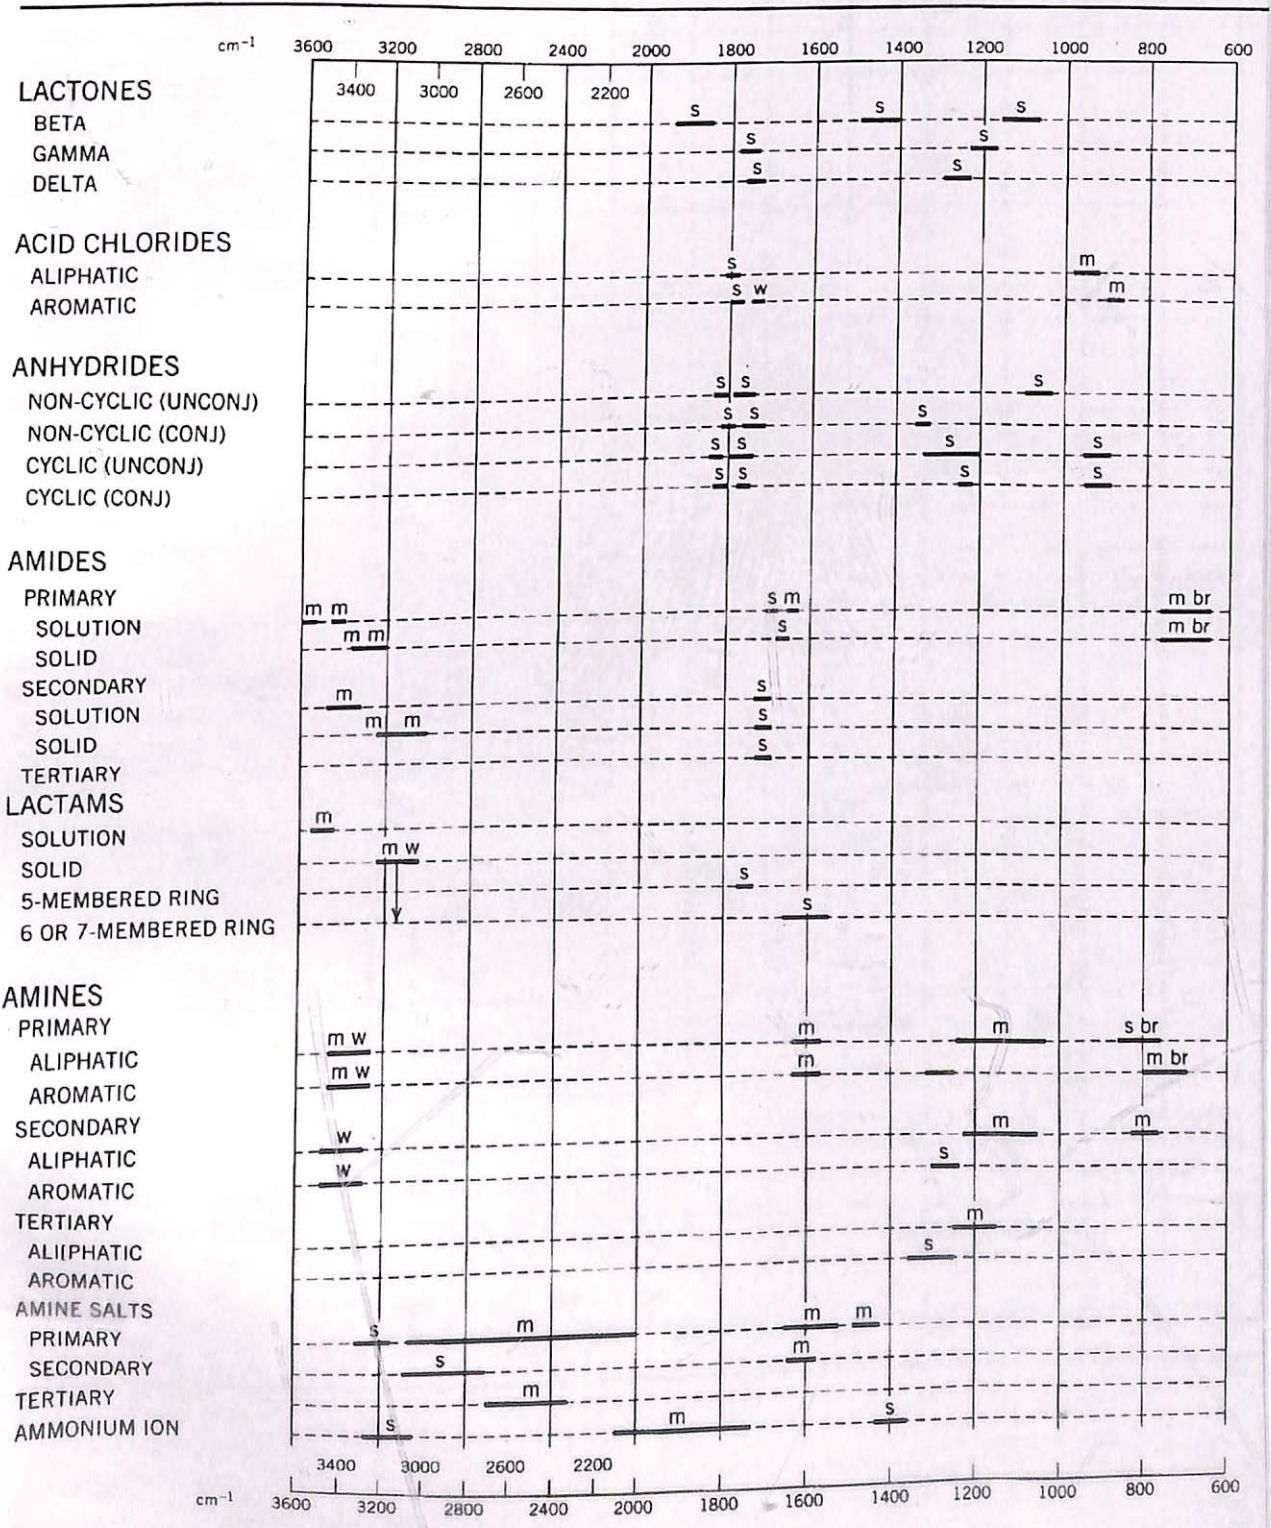 cm⁻¹ 3600 3200 2800 2400 2000 1800 1600 1400 1200 1000 800 600
3400 3000 2600 2200
LACTONES
BETA s s s
GAMMA s s
DELTA s s
ACID CHLORIDES
ALIPHATIC s m
AROMATIC s w m
ANHYDRIDES
NON-CYCLIC (UNCONJ) s s s
NON-CYCLIC (CONJ) s s s
CYCLIC (UNCONJ) s s s s
CYCLIC (CONJ) s s s s
AMIDES
PRIMARY
m m s m m br
SOLUTION
m m s m br
SOLID
SECONDARY
m s
SOLUTION
m m s
SOLID
s
TERTIARY
LACTAMS
m
SOLUTION
m w
SOLID
s
5-MEMBERED RING
s
6 OR 7-MEMBERED RING
AMINES
PRIMARY
m w m m s br
ALIPHATIC
m w m m br
AROMATIC
SECONDARY
w m m
ALIPHATIC
w s
AROMATIC
TERTIARY
m
ALI(PHATIC
s
AROMATIC
AMINE SALTS
PRIMARY s m m m
SECONDARY s m
TERTIARY m
AMMONIUM ION s m s
3400 3000 2600 2200
cm⁻¹ 3600 3200 2800 2400 2000 1800 1600 1400 1200 1000 800 600